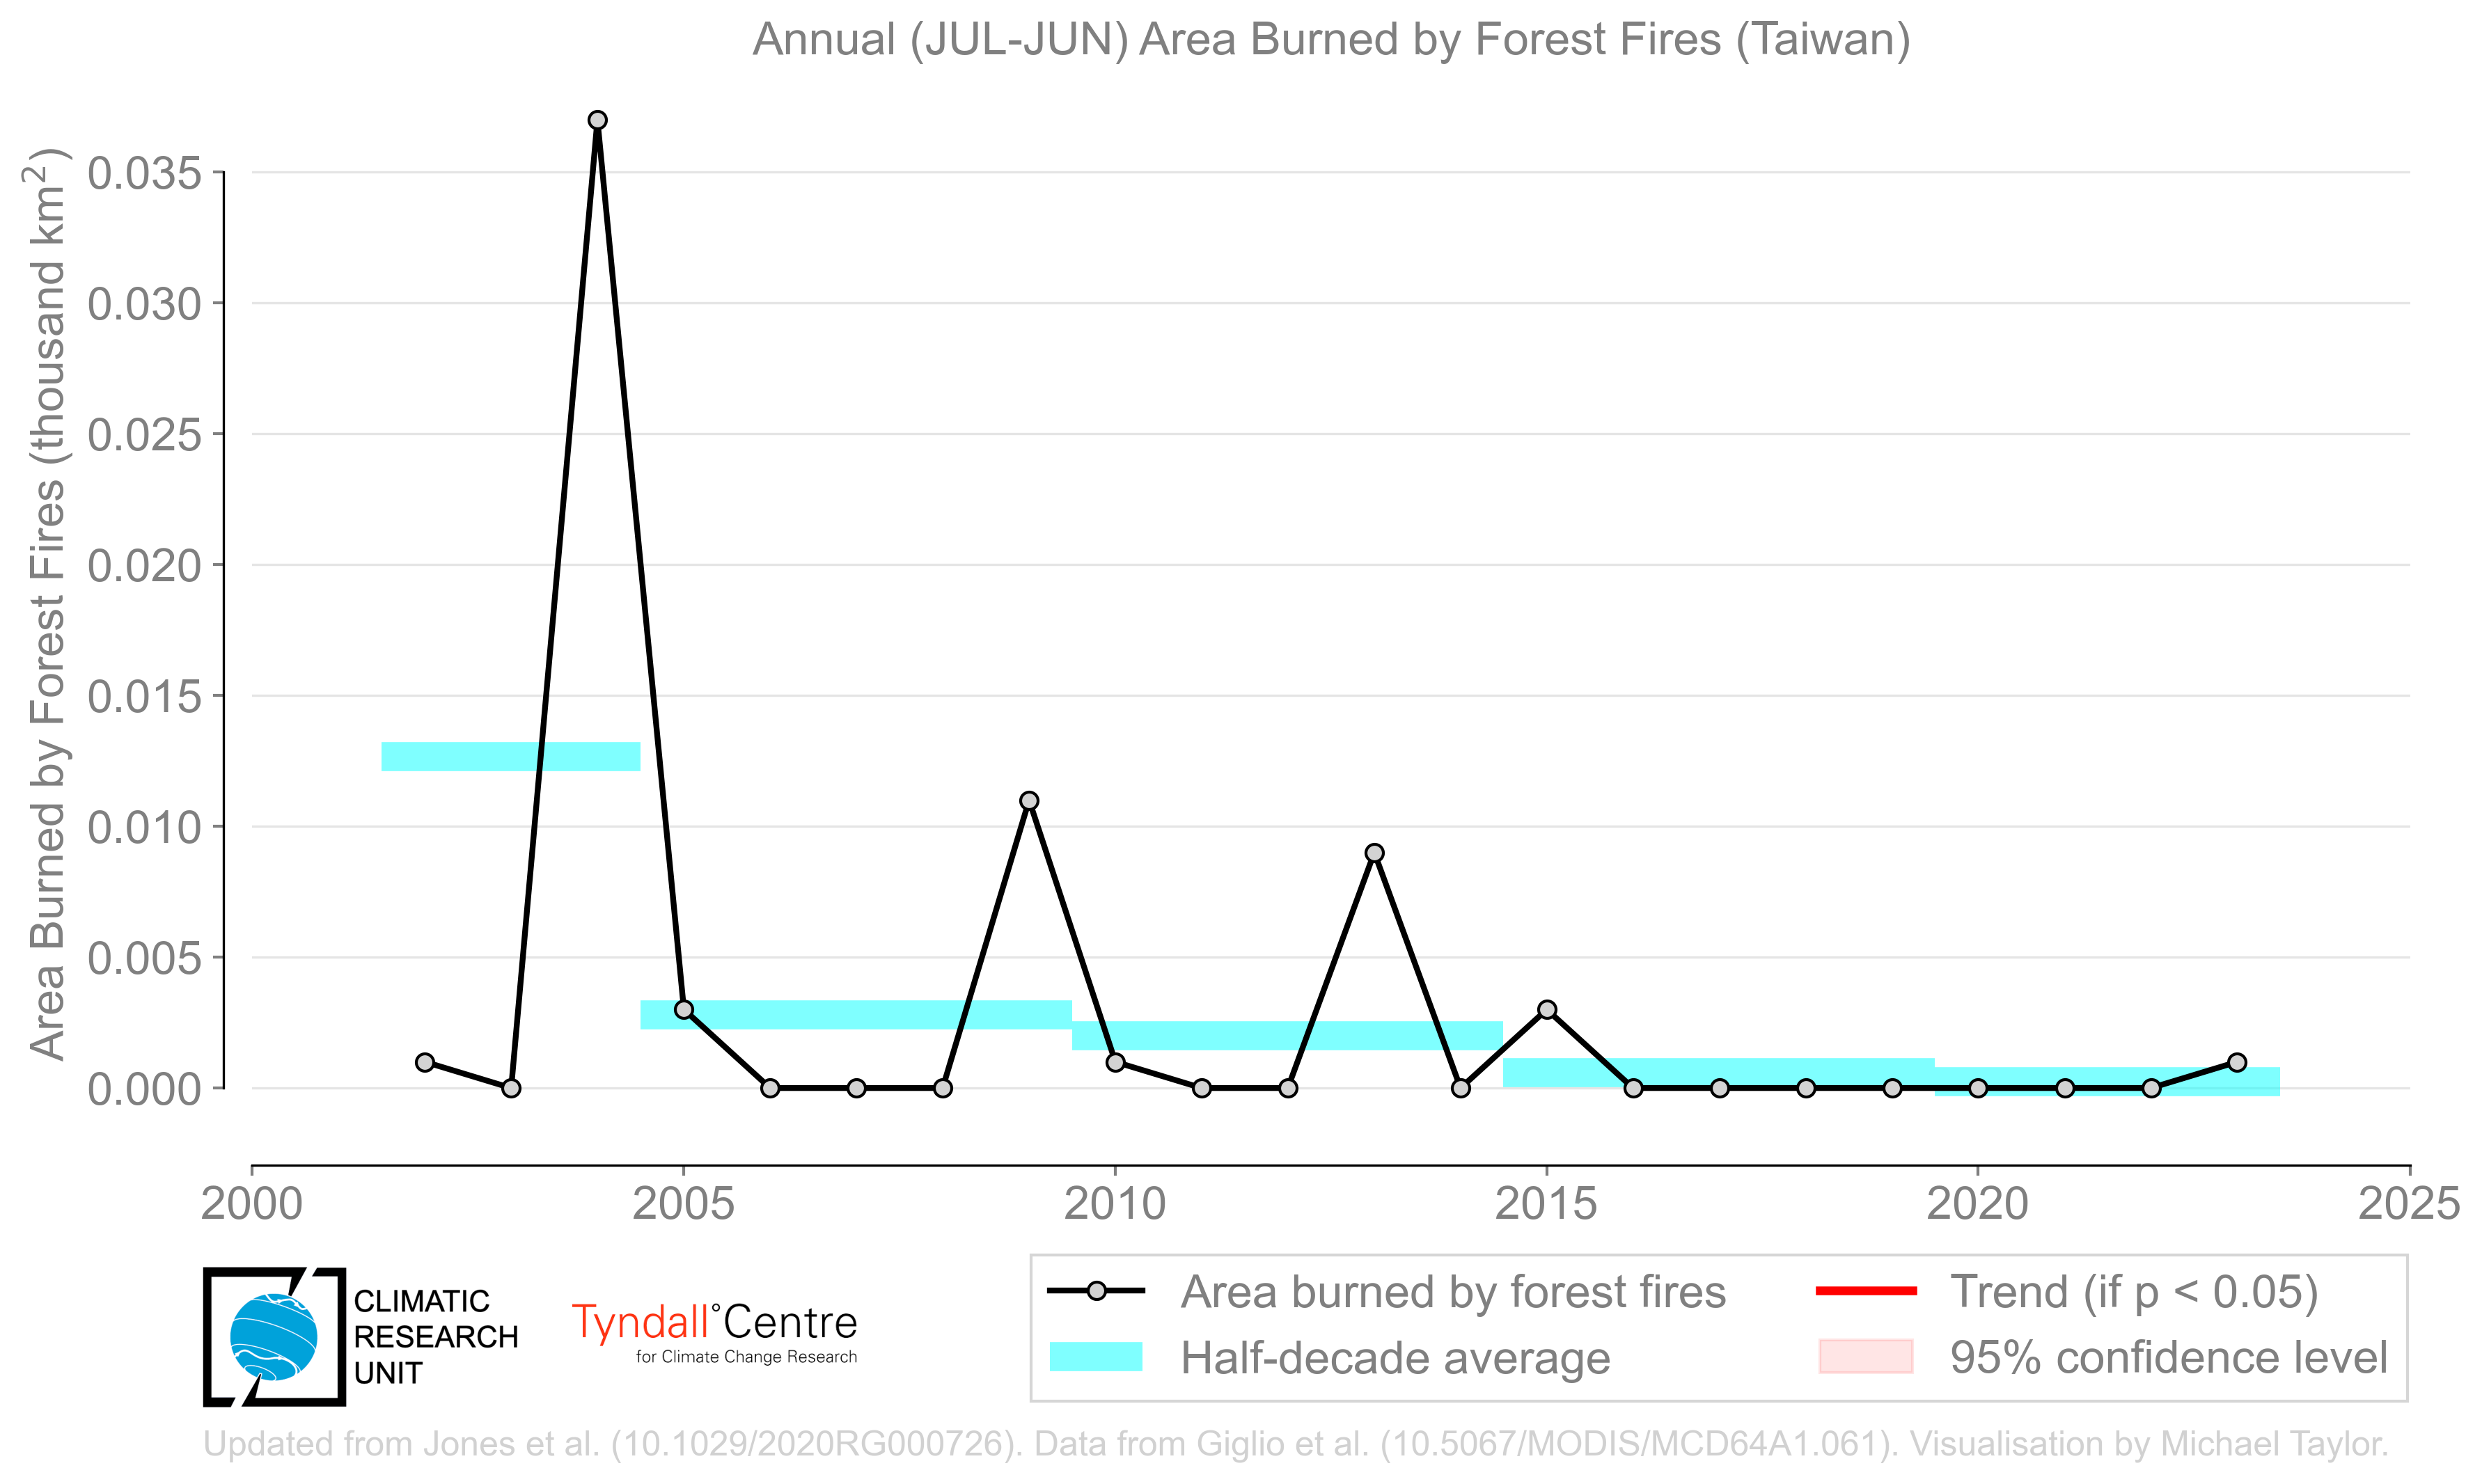 Annual (JUL-JUN) Area Burned by Forest Fires (Taiwan)
Area Burned by Forest Fires (thousand km²)
0.035
0.030
0.025
0.020
0.015
0.010
0.005
0.000
2000 2005 2010 2015 2020 2025
CLIMATIC
RESEARCH
UNIT
Tyndall°Centre
for Climate Change Research
Area burned by forest fires
Half-decade average
Trend (if p < 0.05)
95% confidence level
Updated from Jones et al. (10.1029/2020RG000726). Data from Giglio et al. (10.5067/MODIS/MCD64A1.061). Visualisation by Michael Taylor.